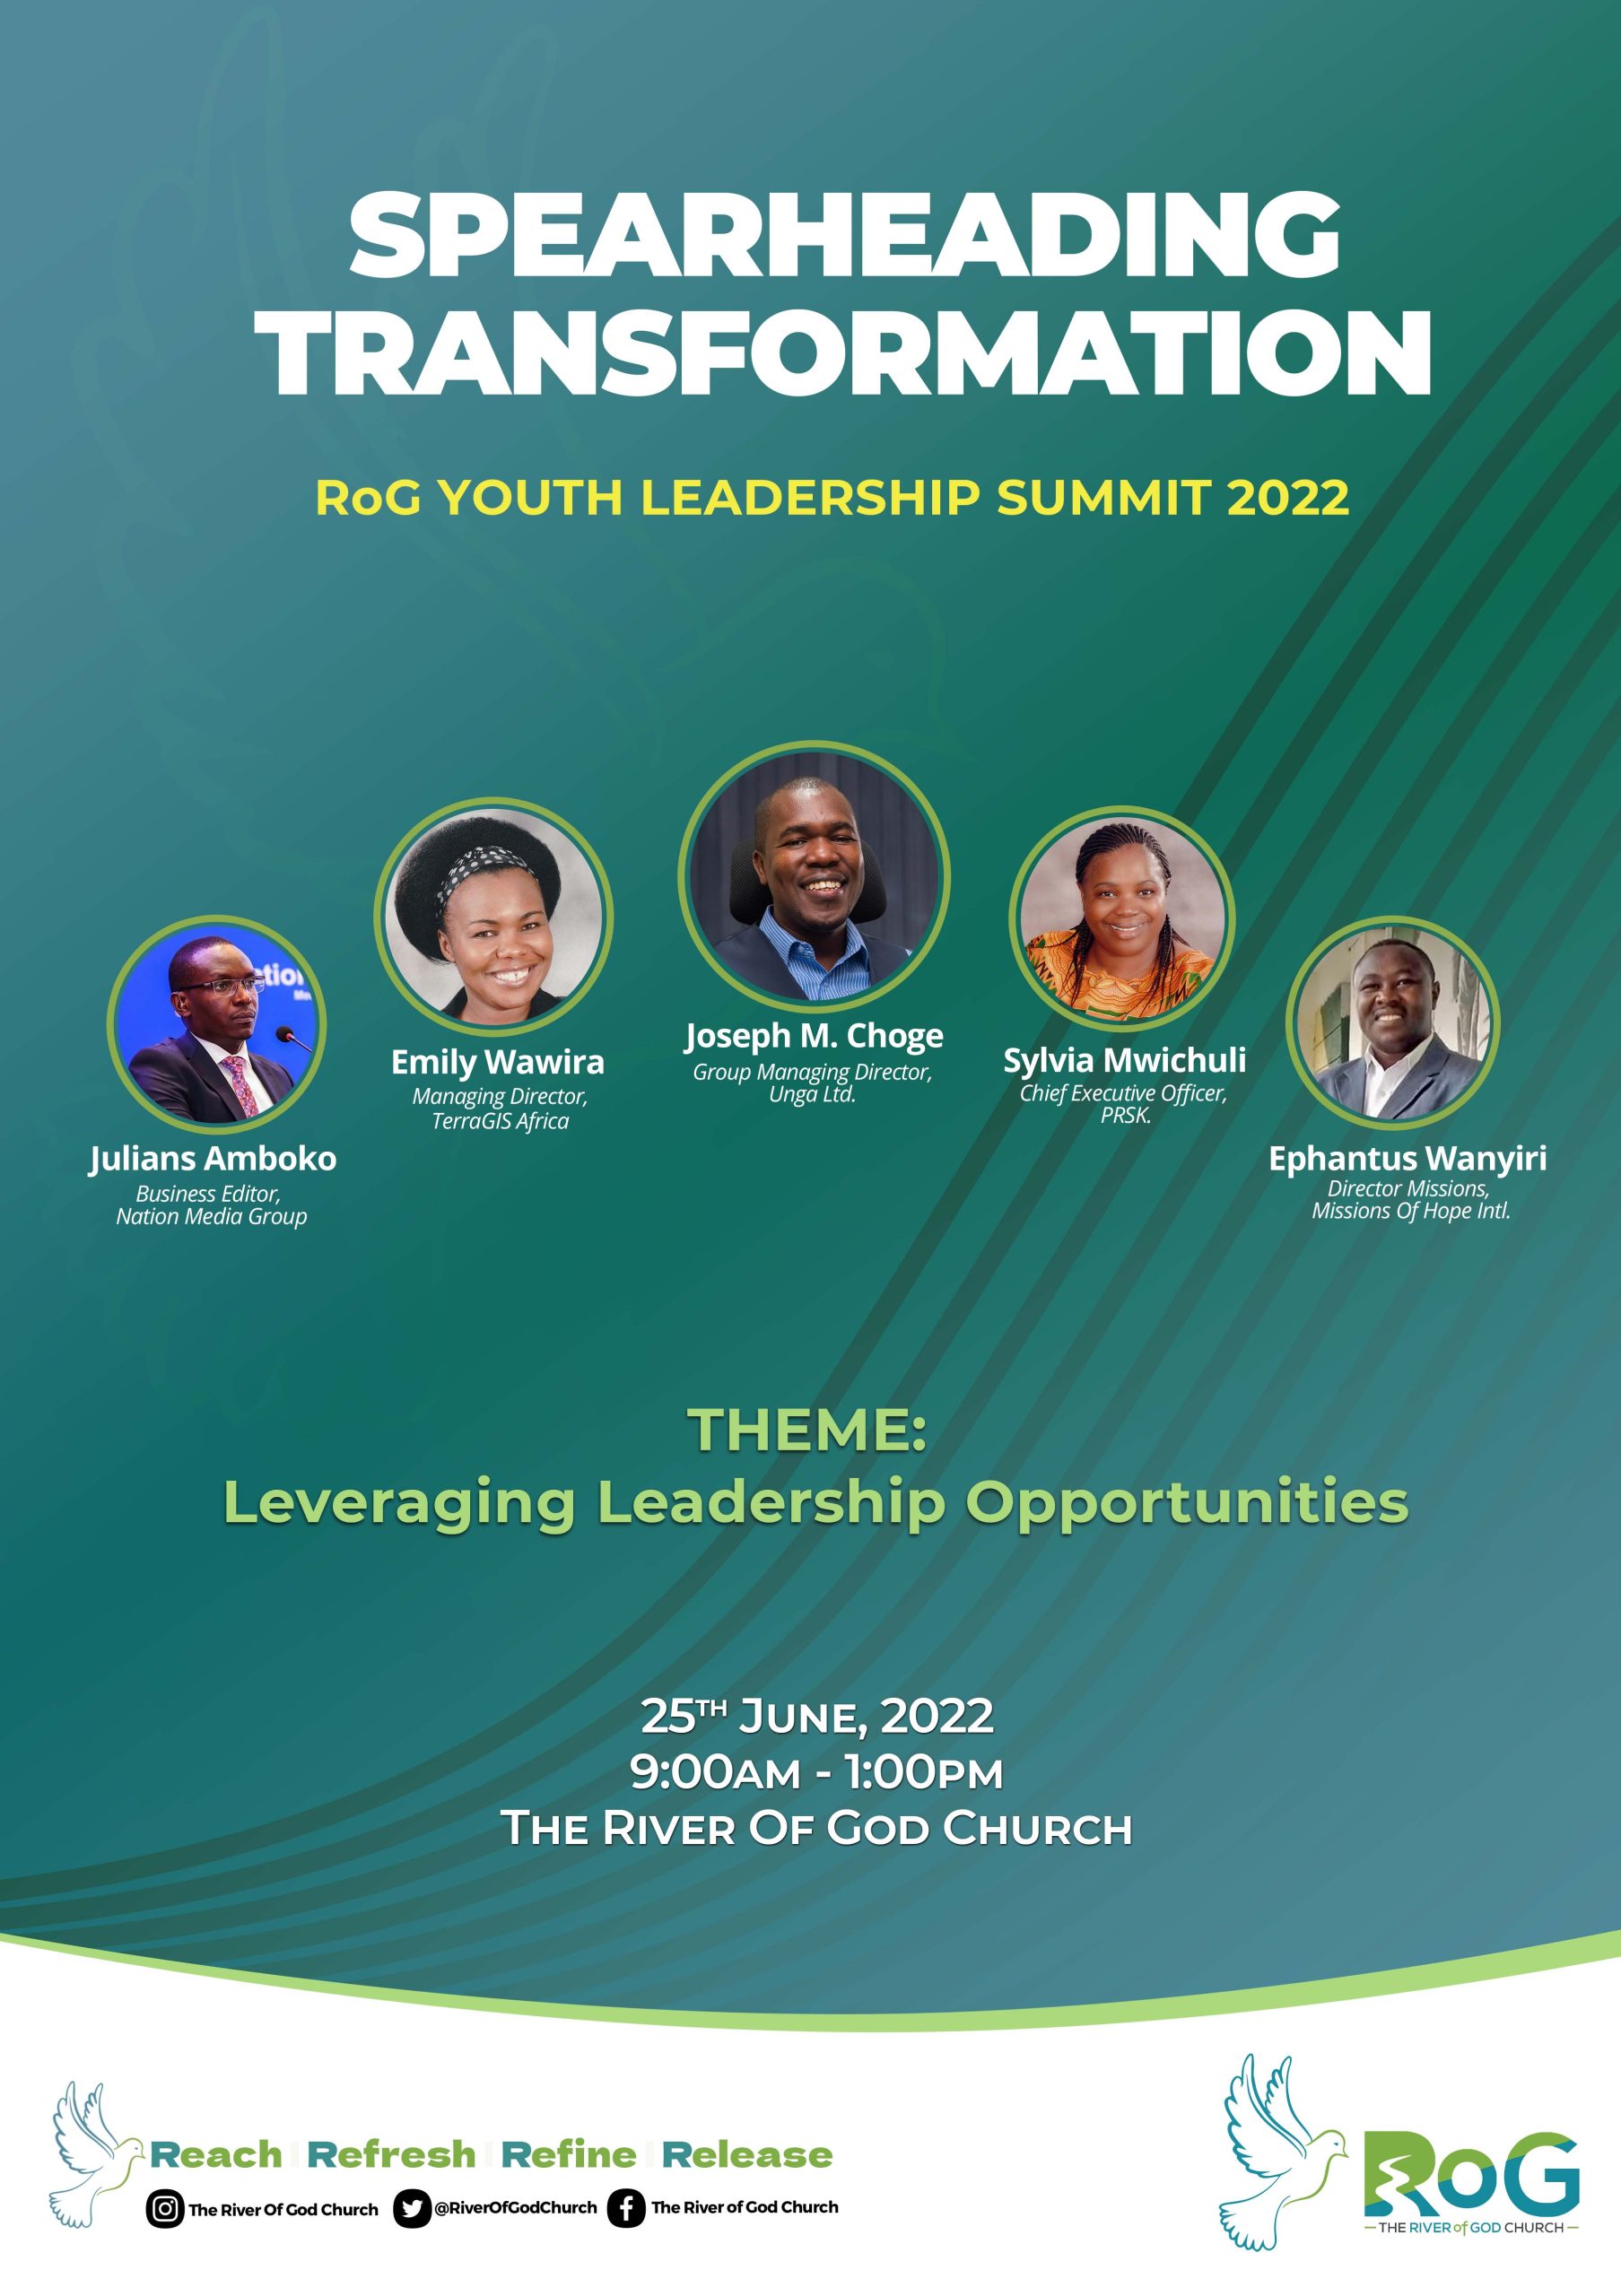 SPEARHEADING
TRANSFORMATION
RoG YOUTH LEADERSHIP SUMMIT 2022
Julians Amboko
Business Editor,
Nation Media Group
Emily Wawira
Managing Director,
TerraGIS Africa
Joseph M. Choge
Group Managing Director,
Unga Ltd.
Sylvia Mwichuli
Chief Executive Officer,
PRSK.
Ephantus Wanyiri
Director Missions,
Missions Of Hope Intl.
THEME:
Leveraging Leadership Opportunities
25TH JUNE, 2022
9:00AM - 1:00PM
THE RIVER OF GOD CHURCH
Reach Refresh Refine Release
The River Of God Church @RiverOfGodChurch The River of God Church
RoG
THE RIVER of GOD CHURCH